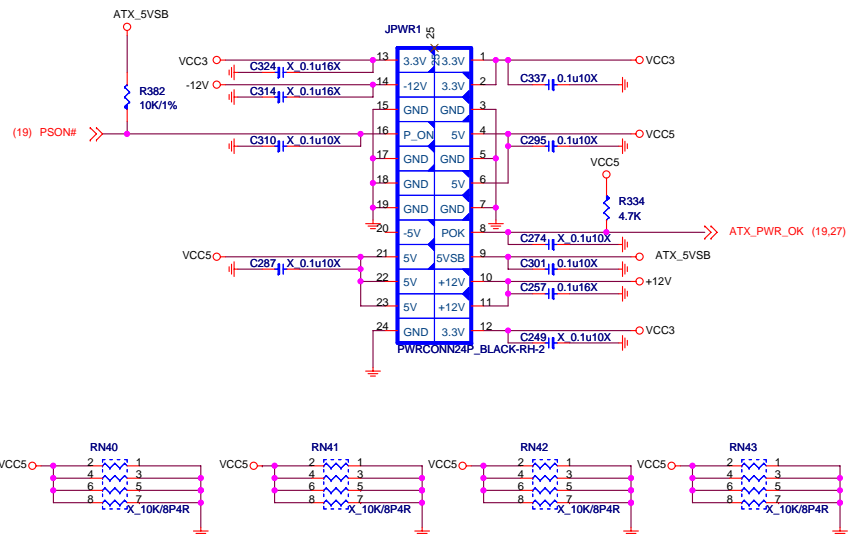 ATX_5VSB
JPWR1
25
VCC3
C324 X_0.1u16X
13 3.3V 3.3V 1
VCC3
-12V
C314 X_0.1u16X
14 -12V 3.3V 2
C337 0.1u10X
R382
10K/1%
15 GND GND 3
(19) PSON#
16 P_ON 5V 4
VCC5
C310 X_0.1u10X
C295 0.1u10X
17 GND GND 5
VCC5
18 GND 5V 6
R334
4.7K
19 GND GND 7
20 -5V POK 8
ATX_PWR_OK (19,27)
C274 X_0.1u10X
VCC5
21 5V 5VSB 9
ATX_5VSB
C287 X_0.1u10X
C301 0.1u10X
22 5V +12V 10
+12V
C257 0.1u16X
23 5V +12V 11
24 GND 3.3V 12
VCC3
C249 X_0.1u10X
PWRCONN24P_BLACK-RH-2
RN40
VCC5
2 1
4 3
6 5
8 7
X_10K/8P4R
RN41
VCC5
2 1
4 3
6 5
8 7
X_10K/8P4R
RN42
VCC5
2 1
4 3
6 5
8 7
X_10K/8P4R
RN43
VCC5
2 1
4 3
6 5
8 7
X_10K/8P4R